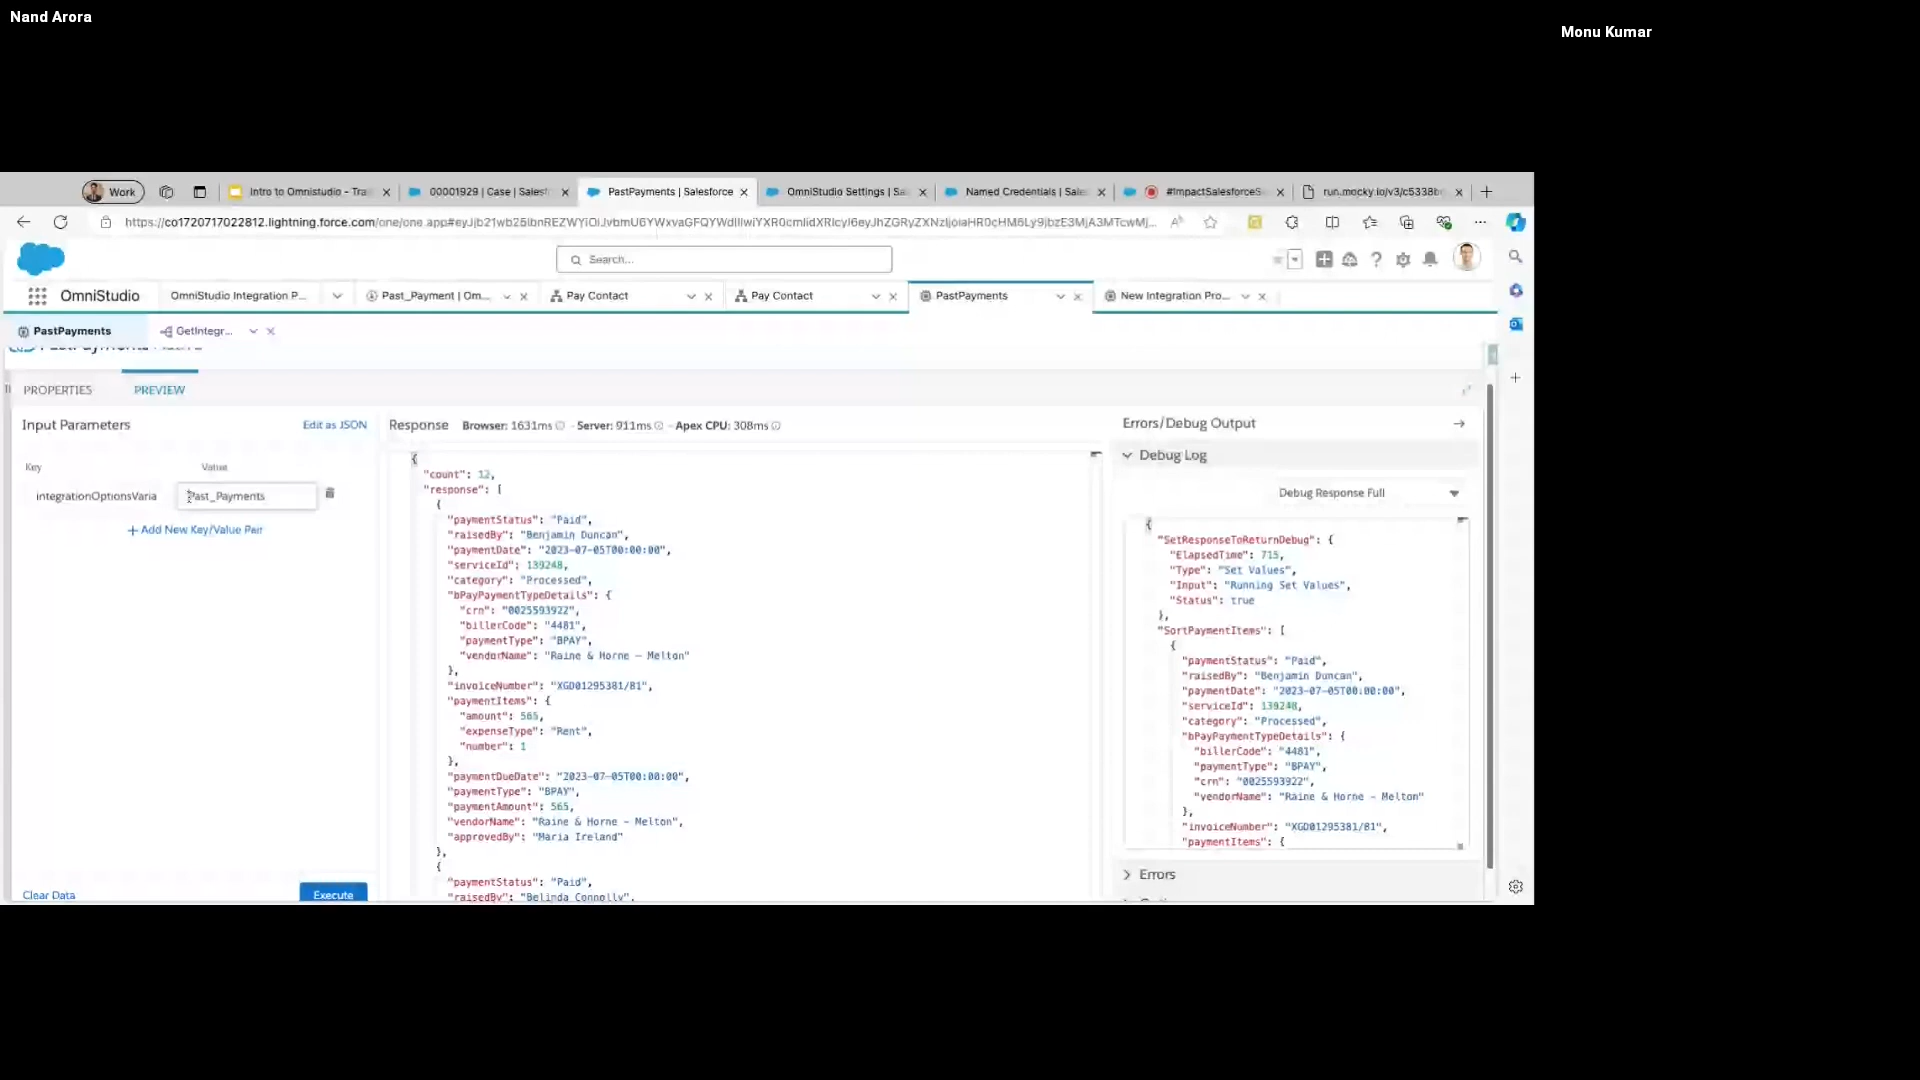 Nand Arora
Monu Kumar
Work
Intro to Omnistudio - Tra
00001929 | Case | Salesf
PastPayments | Salesforce
OmniStudio Settings | Sa
Named Credentials | Sale
#ImpactSalesforceS
run.mocky.io/v3/c5338b
Search...
OmniStudio
OmniStudio Integration P...
Past_Payment | Om...
Pay Contact
Pay Contact
PastPayments
New Integration Pro...
PastPayments
GetIntegr...
PROPERTIES
PREVIEW
Input Parameters
Edit as JSON
Key
Value
integrationOptionsVaria
Past_Payments
+ Add New Key/Value Pair
Clear Data
Execute
Response
Browser: 1631ms - Server: 911ms - Apex CPU: 308ms
{
"count": 12,
"response": [
{
"paymentStatus": "Paid",
"raisedBy": "Benjamin Duncan",
"paymentDate": "2023-07-05T00:00:00",
"serviceId": 139248,
"category": "Processed",
"bPayPaymentTypeDetails": {
"crn": "0025593922",
"billerCode": "4481",
"paymentType": "BPAY",
"vendorName": "Raine & Horne - Melton"
},
"invoiceNumber": "XGD01295381/81",
"paymentItems": {
"amount": 565,
"expenseType": "Rent",
"number": 1
},
"paymentDueDate": "2023-07-05T00:00:00",
"paymentType": "BPAY",
"paymentAmount": 565,
"vendorName": "Raine & Horne - Melton",
"approvedBy": "Maria Ireland"
},
{
"paymentStatus": "Paid",
"raisedBy": "Belinda Connolly",
Errors/Debug Output
Debug Log
Debug Response Full
{
"SetResponseToReturnDebug": {
"ElapsedTime": 715,
"Type": "Set Values",
"Input": "Running Set Values",
"Status": true
},
"SortPaymentItems": [
{
"paymentStatus": "Paid",
"raisedBy": "Benjamin Duncan",
"paymentDate": "2023-07-05T00:00:00",
"serviceId": 139248,
"category": "Processed",
"bPayPaymentTypeDetails": {
"billerCode": "4481",
"paymentType": "BPAY",
"crn": "0025593922",
"vendorName": "Raine & Horne - Melton"
},
"invoiceNumber": "XGD01295381/81",
"paymentItems": {
Errors